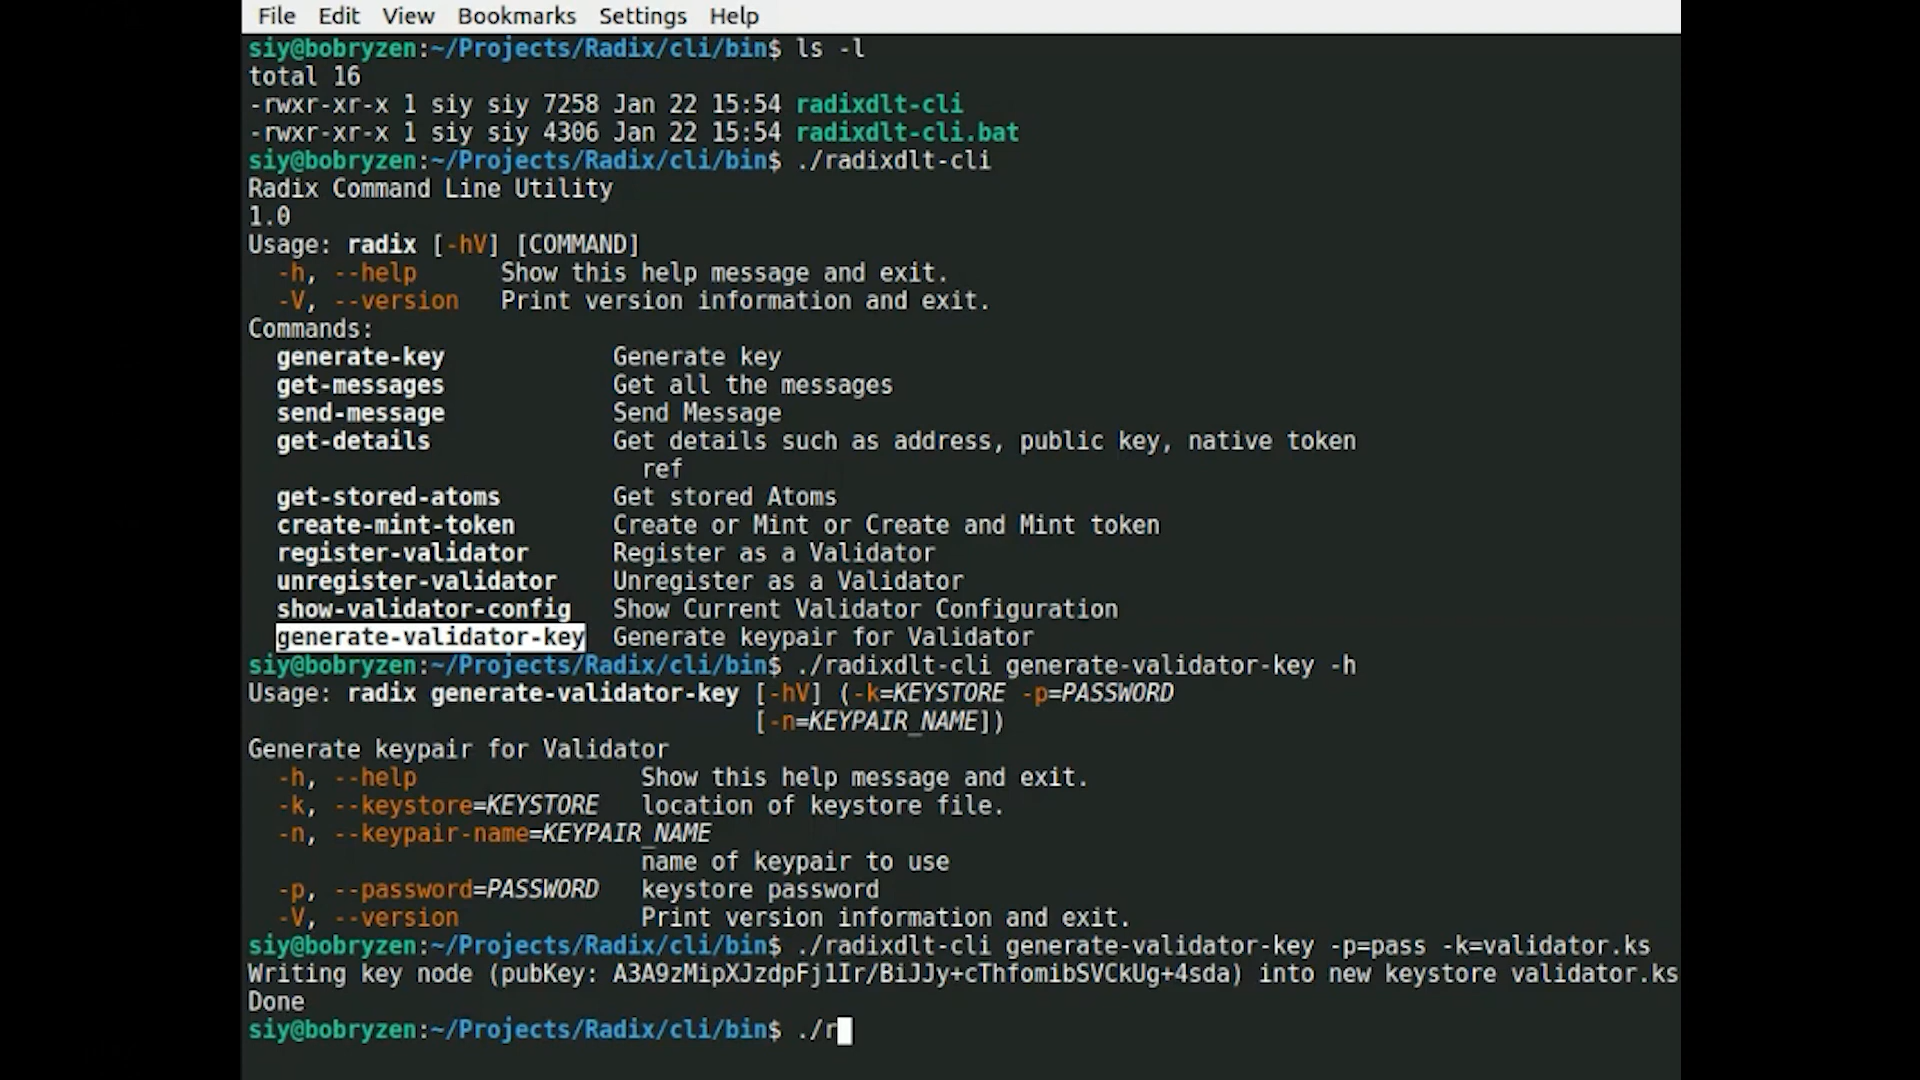 File Edit View Bookmarks Settings Help
siy@bobryzen:~/Projects/Radix/cli/bin$ ls -l
total 16
-rwxr-xr-x 1 siy siy 7258 Jan 22 15:54 radixdlt-cli
-rwxr-xr-x 1 siy siy 4306 Jan 22 15:54 radixdlt-cli.bat
siy@bobryzen:~/Projects/Radix/cli/bin$ ./radixdlt-cli
Radix Command Line Utility
1.0
Usage: radix [-hV] [COMMAND]
  -h, --help      Show this help message and exit.
  -V, --version   Print version information and exit.
Commands:
  generate-key            Generate key
  get-messages            Get all the messages
  send-message            Send Message
  get-details             Get details such as address, public key, native token
                            ref
  get-stored-atoms        Get stored Atoms
  create-mint-token       Create or Mint or Create and Mint token
  register-validator      Register as a Validator
  unregister-validator    Unregister as a Validator
  show-validator-config   Show Current Validator Configuration
  generate-validator-key  Generate keypair for Validator
siy@bobryzen:~/Projects/Radix/cli/bin$ ./radixdlt-cli generate-validator-key -h
Usage: radix generate-validator-key [-hV] (-k=KEYSTORE -p=PASSWORD
                                    [-n=KEYPAIR_NAME])
Generate keypair for Validator
  -h, --help                Show this help message and exit.
  -k, --keystore=KEYSTORE   location of keystore file.
  -n, --keypair-name=KEYPAIR_NAME
                            name of keypair to use
  -p, --password=PASSWORD   keystore password
  -V, --version             Print version information and exit.
siy@bobryzen:~/Projects/Radix/cli/bin$ ./radixdlt-cli generate-validator-key -p=pass -k=validator.ks
Writing key node (pubKey: A3A9zMipXJzdpFj1Ir/BiJJy+cThfomibSVCkUg+4sda) into new keystore validator.ks
Done
siy@bobryzen:~/Projects/Radix/cli/bin$ ./r